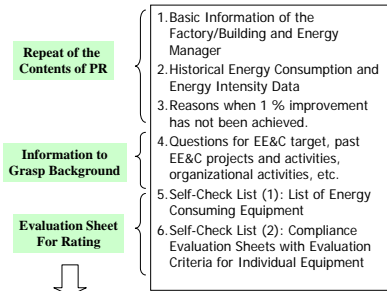 Repeat of the
Contents of PR
1.Basic Information of the
Factory/Building and Energy
Manager
2.Historical Energy Consumption and
Energy Intensity Data
3.Reasons when 1 % improvement
has not been achieved.
Information to
Grasp Background
4.Questions for EE&C target, past
EE&C projects and activities,
organizational activities, etc.
Evaluation Sheet
For Rating
5.Self-Check List (1): List of Energy
Consuming Equipment
6.Self-Check List (2): Compliance
Evaluation Sheets with Evaluation
Criteria for Individual Equipment